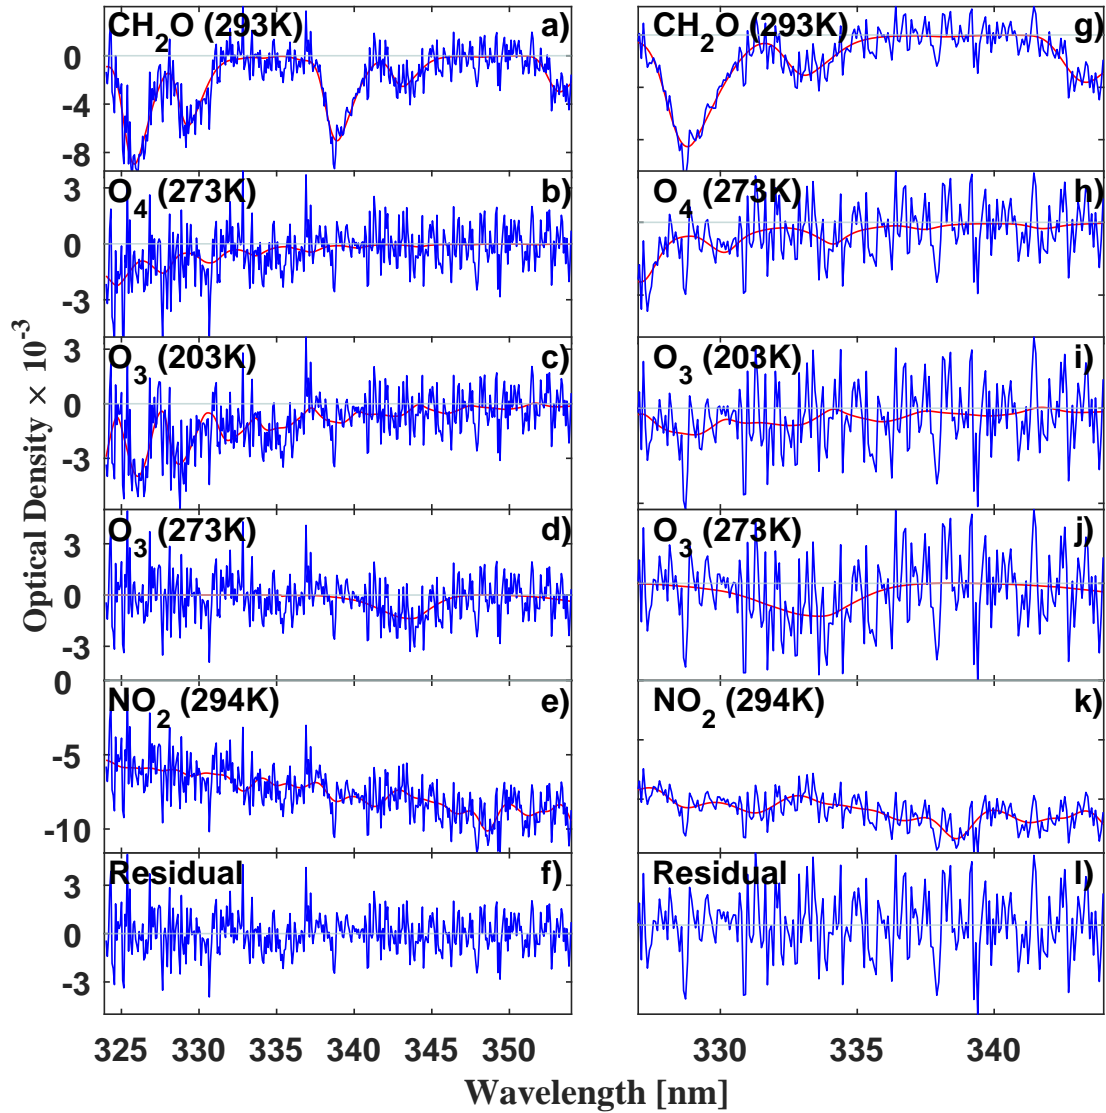 CH2O (293K) a)
0
-4
-8
O4 (273K) b)
3
0
-3
O3 (203K) c)
3
0
-3
O3 (273K) d)
3
0
-3
0
NO2 (294K) e)
-5
-10
Residual f)
3
0
-3
325 330 335 340 345 350
CH2O (293K) g)
O4 (273K) h)
O3 (203K) i)
O3 (273K) j)
NO2 (294K) k)
Residual l)
330 335 340
Optical Density × 10-3
Wavelength [nm]